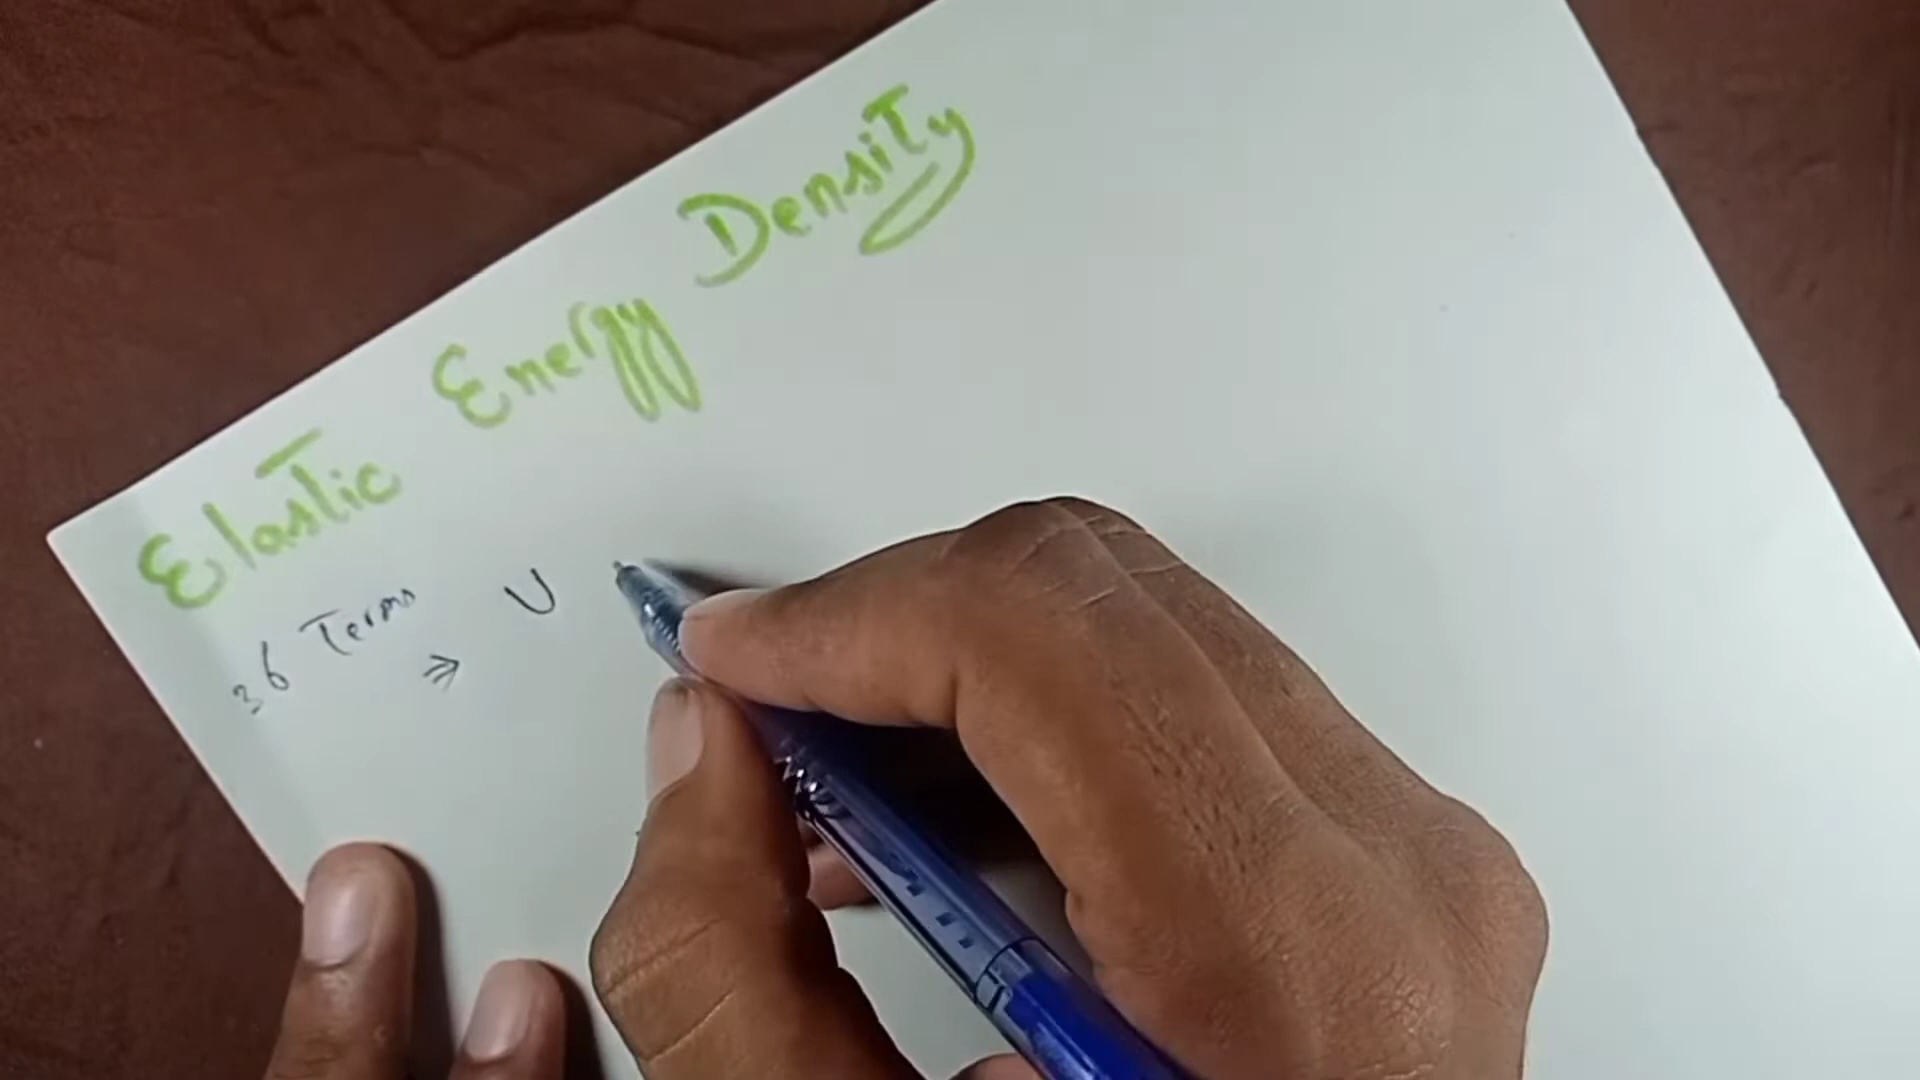 Elastic Energy Density
36 Terms
⇒ U